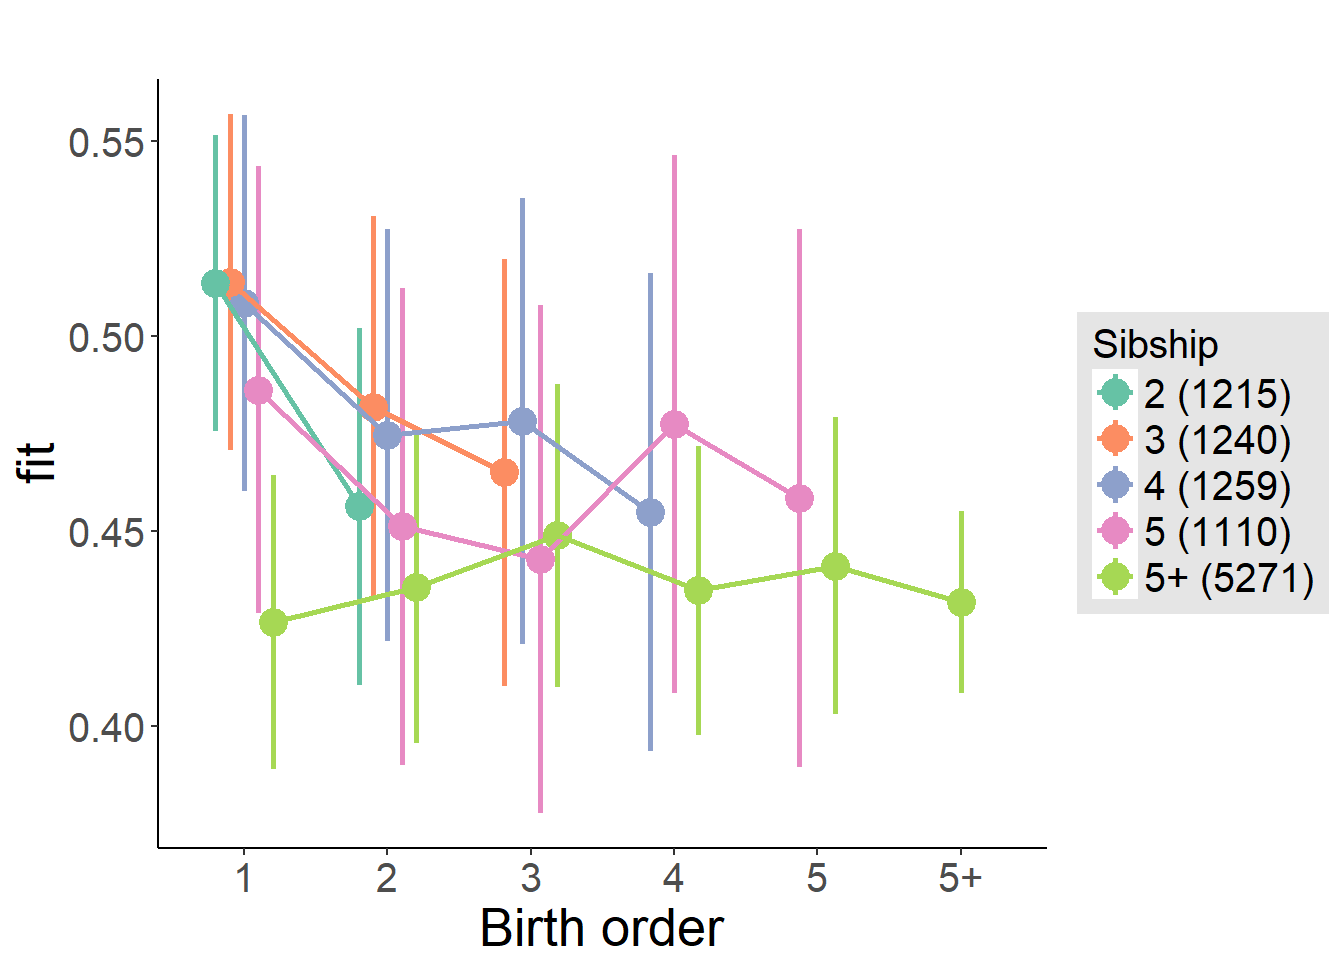 0.55
0.50
0.45
0.40
fit
1 2 3 4 5 5+
Birth order
Sibship
2 (1215)
3 (1240)
4 (1259)
5 (1110)
5+ (5271)